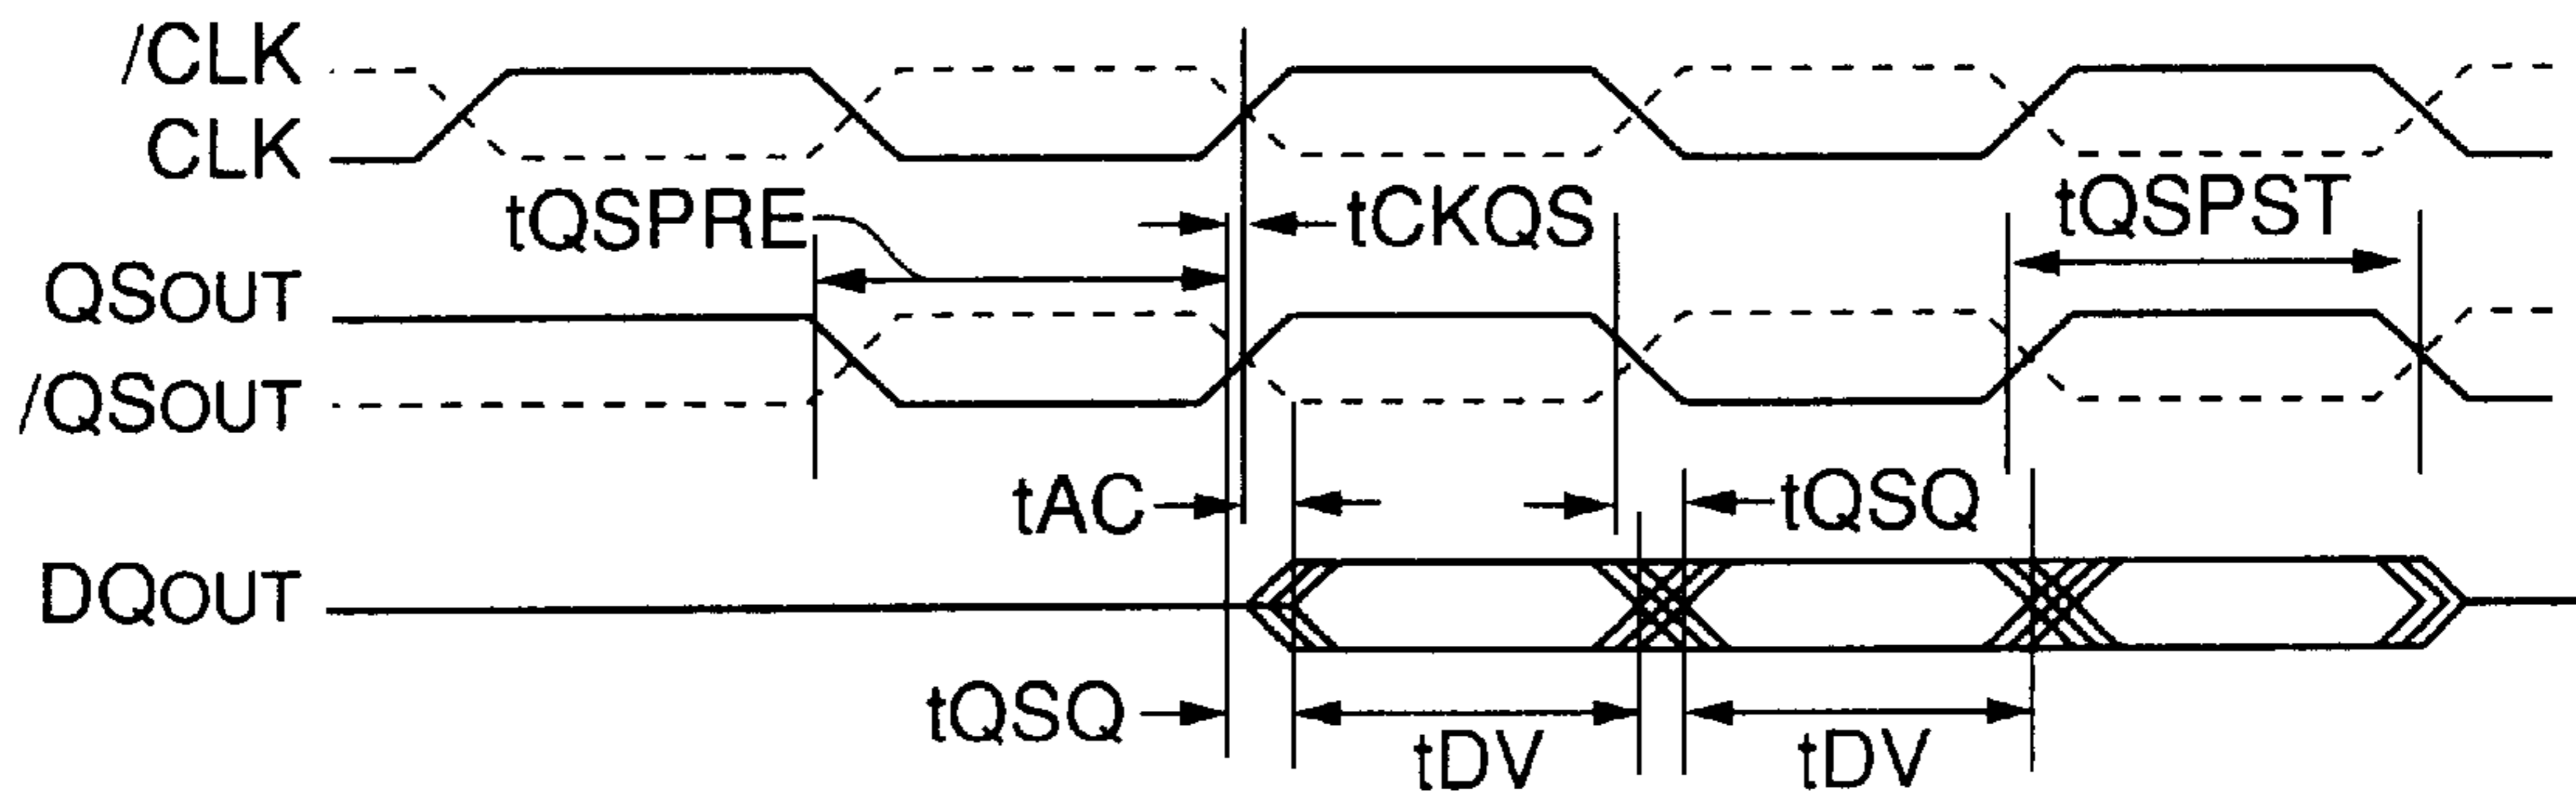 /CLK
CLK
tQSPRE
tCKQS
tQSPST
QSOUT
/QSOUT
tAC
tQSQ
DQOUT
tQSQ
tDV
tDV